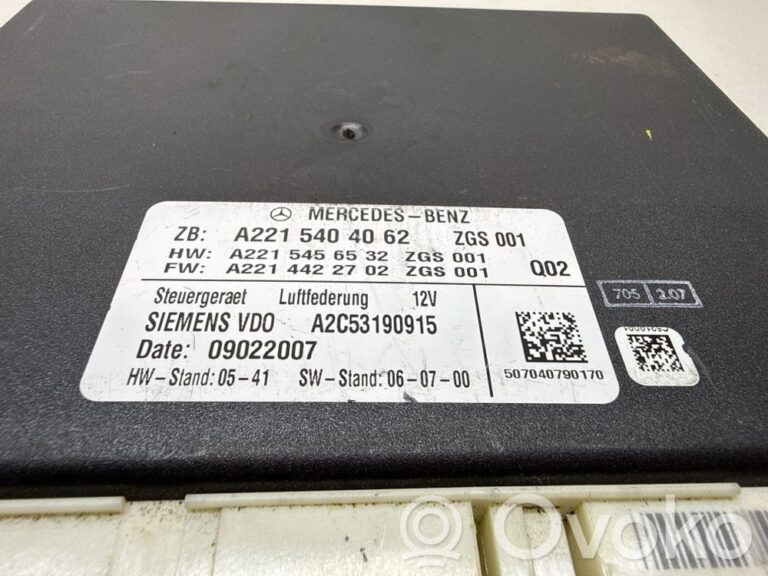 MERCEDES-BENZ
ZB: A221 540 40 62 ZGS 001
HW: A221 545 65 32 ZGS 001
FW: A221 442 27 02 ZGS 001 Q02
Steuergeraet Luftfederung 12V
SIEMENS VDO A2C53190915
Date: 09022007
HW-Stand: 05-41 SW-Stand: 06-07-00
507040790170
705 2.07
Ovoko